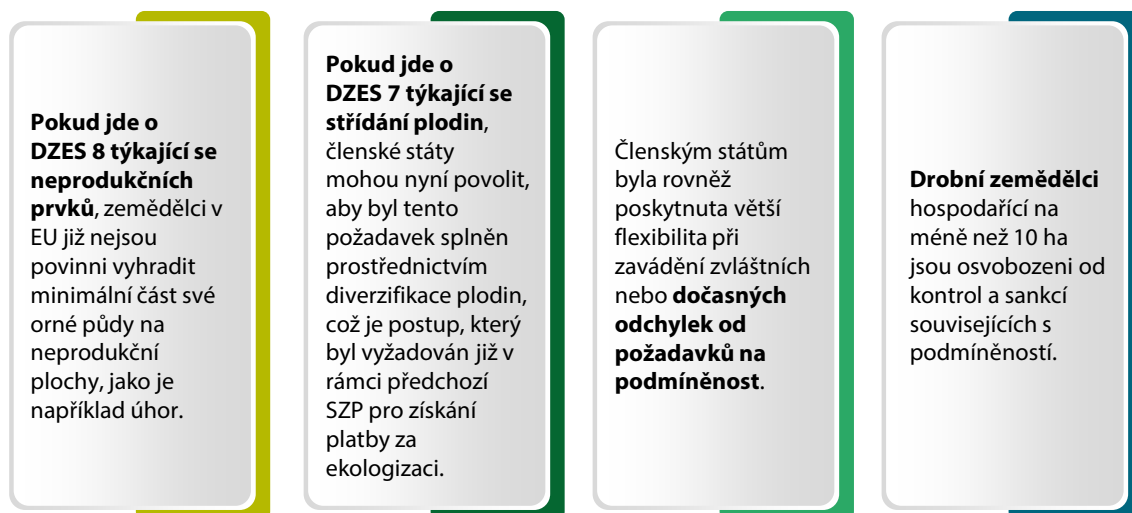 Pokud jde o
DZES 8 týkající se
neprodukčních
prvků, zemědělci v
EU již nejsou
povinni vyhradit
minimální část své
orné půdy na
neprodukční
plochy, jako je
například úhor.
Pokud jde o
DZES 7 týkající se
střídání plodin,
členské státy
mohou nyní povolit,
aby byl tento
požadavek splněn
prostřednictvím
diverzifikace plodin,
což je postup, který
byl vyžadován již v
rámci předchozí
SZP pro získání
platby za
ekologizaci.
Členským státům
byla rovněž
poskytnuta větší
flexibilita při
zavádění zvláštních
nebo dočasných
odchylek od
požadavků na
podmíněnost.
Drobní zemědělci
hospodařící na
méně než 10 ha
jsou osvobozeni od
kontrol a sankcí
souvisejících s
podmíněností.